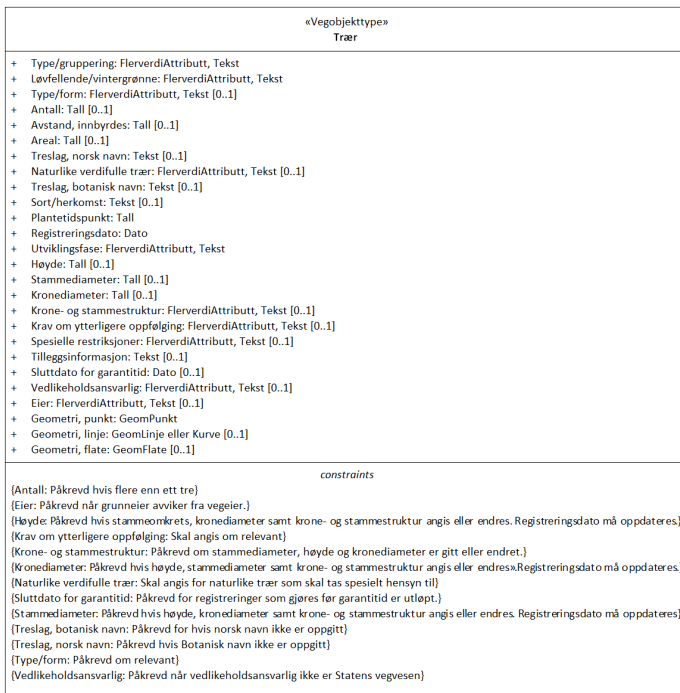 «Vegobjekttype»
Trær
+ Type/gruppering: FlerverdiAttributt, Tekst
+ Løvfellende/vintergrønne: FlerverdiAttributt, Tekst
+ Type/form: FlerverdiAttributt, Tekst [0..1]
+ Antall: Tall [0..1]
+ Avstand, innbyrdes: Tall [0..1]
+ Areal: Tall [0..1]
+ Treslag, norsk navn: Tekst [0..1]
+ Naturlike verdifulle trær: FlerverdiAttributt, Tekst [0..1]
+ Treslag, botanisk navn: Tekst [0..1]
+ Sort/herkomst: Tekst [0..1]
+ Plantetidspunkt: Tall
+ Registreringsdato: Dato
+ Utviklingsfase: FlerverdiAttributt, Tekst
+ Høyde: Tall [0..1]
+ Stammediameter: Tall [0..1]
+ Kronediameter: Tall [0..1]
+ Krone- og stammestruktur: FlerverdiAttributt, Tekst [0..1]
+ Krav om ytterligere oppfølging: FlerverdiAttributt, Tekst [0..1]
+ Spesielle restriksjoner: FlerverdiAttributt, Tekst [0..1]
+ Tilleggsinformasjon: Tekst [0..1]
+ Sluttdato for garantitid: Dato [0..1]
+ Vedlikeholdsansvarlig: FlerverdiAttributt, Tekst [0..1]
+ Eier: FlerverdiAttributt, Tekst [0..1]
+ Geometri, punkt: GeomPunkt
+ Geometri, linje: GeomLinje eller Kurve [0..1]
+ Geometri, flate: GeomFlate [0..1]
constraints
{Antall: Påkrevd hvis flere enn ett tre}
{Eier: Påkrevd når grunneier avviker fra vegeier.}
{Høyde: Påkrevd hvis stammeomkrets, kronediameter samt krone- og stammestruktur angis eller endres. Registreringsdato må oppdateres.}
{Krav om ytterligere oppfølging: Skal angis om relevant}
{Krone- og stammestruktur: Påkrevd om stammediameter, høyde og kronediameter er gitt eller endret.}
{Kronediameter: Påkrevd hvis høyde, stammediameter samt krone- og stammestruktur angis eller endres».Registreringsdato må oppdateres.}
{Naturlike verdifulle trær: Skal angis for naturlike trær som skal tas spesielt hensyn til}
{Sluttdato for garantitid: Påkrevd for registreringer som gjøres før garantitid er utløpt.}
{Stammediameter: Påkrevd hvis høyde, kronediameter samt krone- og stammestruktur angis eller endres. Registreringsdato må oppdateres}
{Treslag, botanisk navn: Påkrevd for hvis norsk navn ikke er oppgitt}
{Treslag, norsk navn: Påkrevd hvis Botanisk navn ikke er oppgitt}
{Type/form: Påkrevd om relevant}
{Vedlikeholdsansvarlig: Påkrevd når vedlikeholdsansvarlig ikke er Statens vegvesen}